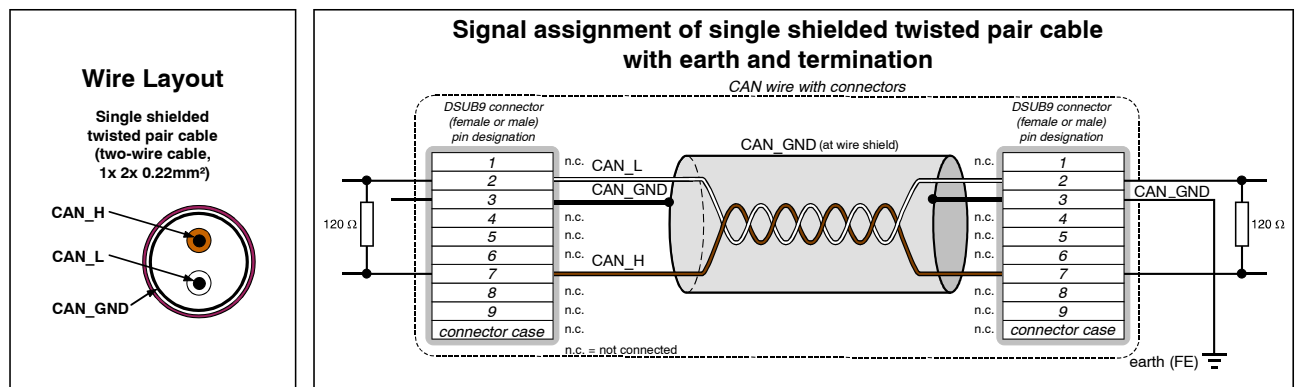 Wire Layout
Single shielded
twisted pair cable
(two-wire cable,
1x 2x 0.22mm²)
CAN_H
CAN_L
CAN_GND
Signal assignment of single shielded twisted pair cable
with earth and termination
CAN wire with connectors
DSUB9 connector
(female or male)
pin designation
1
2
3
4
5
6
7
8
9
connector case
120 Ω
n.c.
CAN_L
CAN_GND
n.c.
n.c.
n.c.
CAN_H
n.c.
n.c.
n.c.
n.c. = not connected
CAN_GND (at wire shield)
DSUB9 connector
(female or male)
pin designation
n.c.
n.c.
n.c.
n.c.
n.c.
n.c.
n.c.
1
2
3
4
5
6
7
8
9
connector case
CAN_GND
120 Ω
earth (FE)